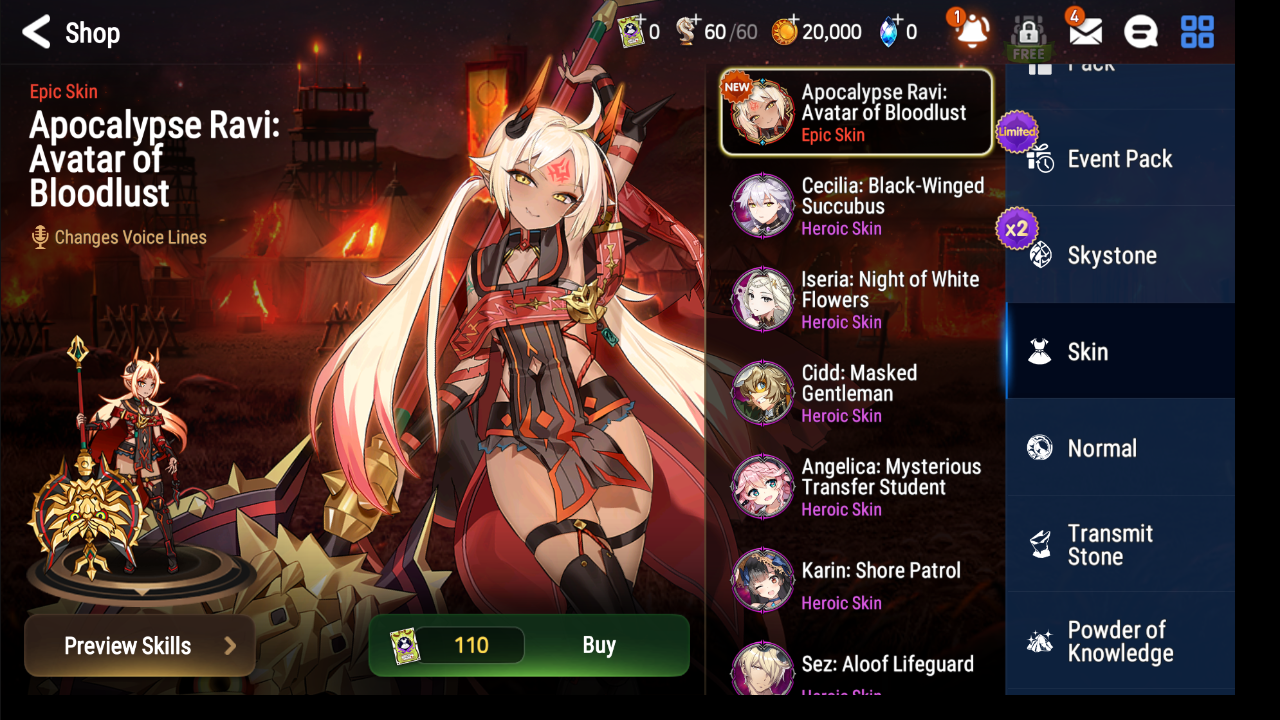 Shop
0
60/60
20,000
0
1
FREE
4
Epic Skin
Apocalypse Ravi:
Avatar of
Bloodlust
Changes Voice Lines
Preview Skills
110
Buy
NEW
Apocalypse Ravi:
Avatar of Bloodlust
Epic Skin
Cecilia: Black-Winged
Succubus
Heroic Skin
Iseria: Night of White
Flowers
Heroic Skin
Cidd: Masked
Gentleman
Heroic Skin
Angelica: Mysterious
Transfer Student
Heroic Skin
Karin: Shore Patrol
Heroic Skin
Sez: Aloof Lifeguard
Heroic Skin
Pack
Limited
Event Pack
x2
Skystone
Skin
Normal
Transmit
Stone
Powder of
Knowledge